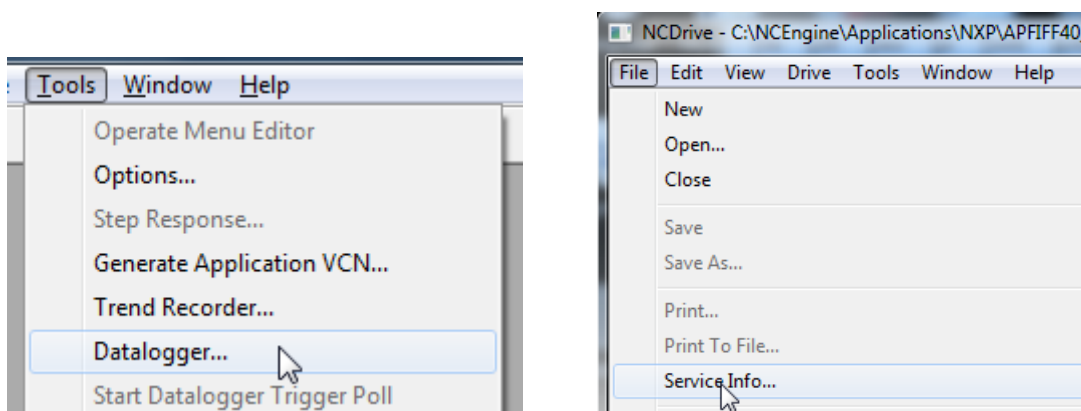 Tools Window Help
Operate Menu Editor
Options...
Step Response...
Generate Application VCN...
Trend Recorder...
Datalogger...
Start Datalogger Trigger Poll
NCDrive - C:\NCEngine\Applications\NXP\APFIFF40
File Edit View Drive Tools Window Help
New
Open...
Close
Save
Save As...
Print...
Print To File...
Service Info...